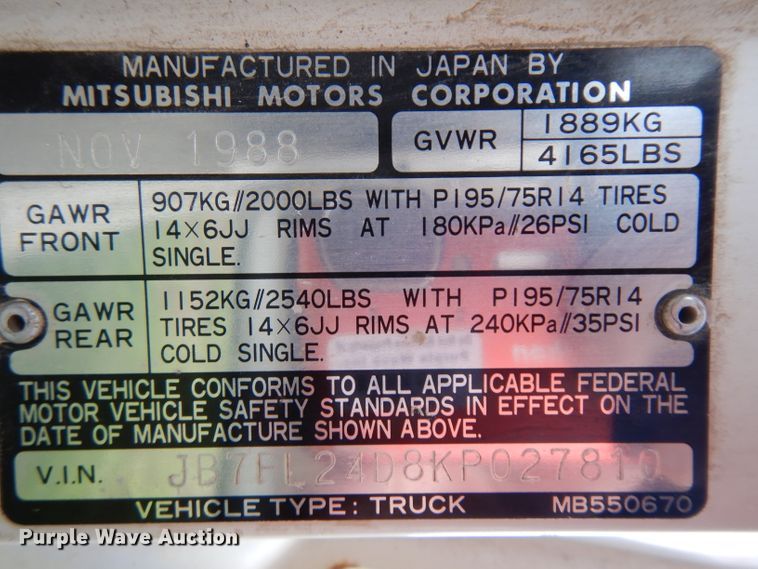 MANUFACTURED IN JAPAN BY
MITSUBISHI MOTORS CORPORATION
NOV 1988
GVWR
1889KG
4165LBS
GAWR FRONT
907KG//2000LBS WITH P195/75R14 TIRES
14×6JJ RIMS AT 180KPa//26PSI COLD
SINGLE.
GAWR REAR
1152KG//2540LBS WITH P195/75R14
TIRES 14×6JJ RIMS AT 240KPa//35PSI
COLD SINGLE.
THIS VEHICLE CONFORMS TO ALL APPLICABLE FEDERAL
MOTOR VEHICLE SAFETY STANDARDS IN EFFECT ON THE
DATE OF MANUFACTURE SHOWN ABOVE.
V.I.N. JB7FL24D8KP027810
VEHICLE TYPE: TRUCK MB550670
Purple Wave Auction